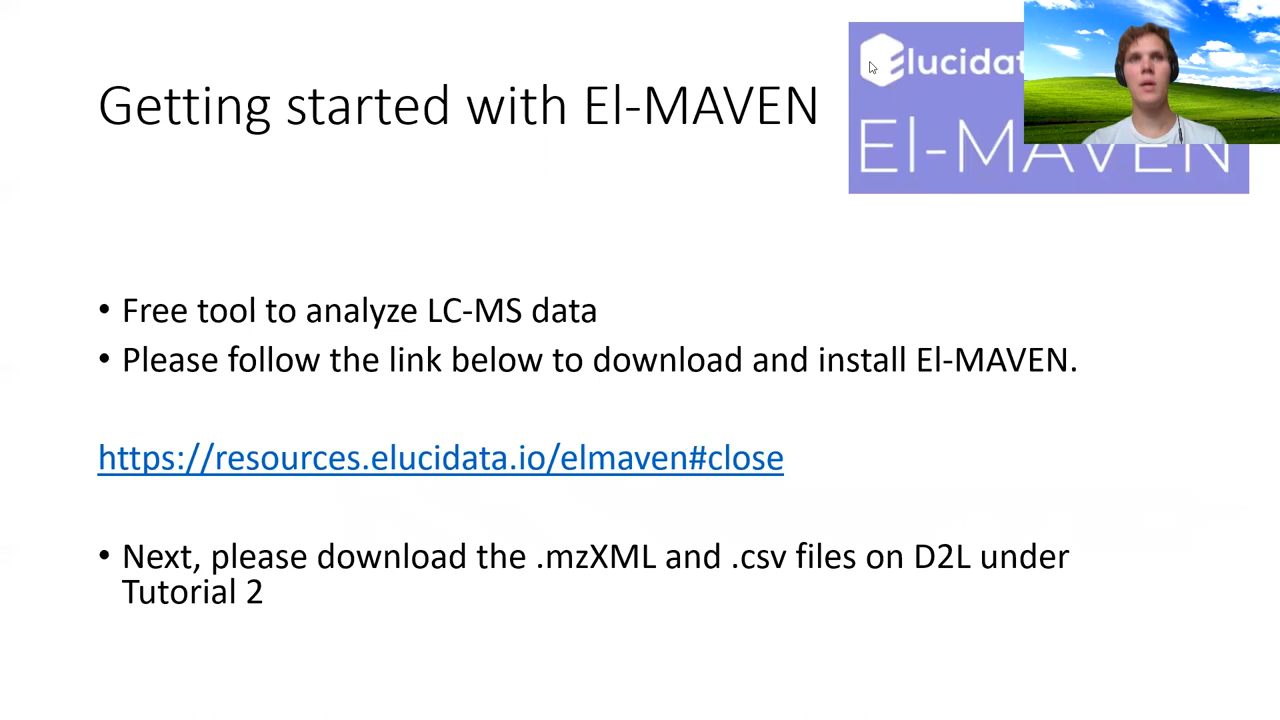 Getting started with El-MAVEN
Elucidat
El-MAVEN
• Free tool to analyze LC-MS data
• Please follow the link below to download and install El-MAVEN.
https://resources.elucidata.io/elmaven#close
• Next, please download the .mzXML and .csv files on D2L under
Tutorial 2